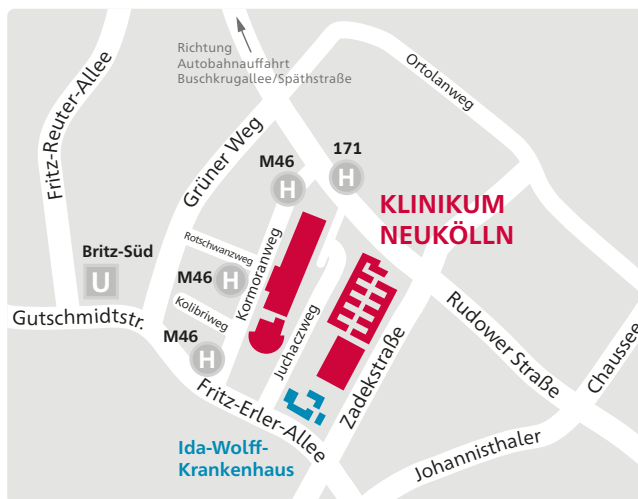 Richtung
Autobahnauffahrt
Buschkrugallee/Späthstraße
Fritz-Reuter-Allee
Ortolanweg
Grüner Weg
171
H
M46
H
KLINIKUM
NEUKÖLLN
Rotschwanzweg
Britz-Süd
U
M46
H
Kormoranweg
Kolibriweg
Gutschmidtstr.
M46
H
Juchaczweg
Rudower Straße
Zadekstraße
Fritz-Erler-Allee
Chaussee
Johannisthaler
Ida-Wolff-
Krankenhaus